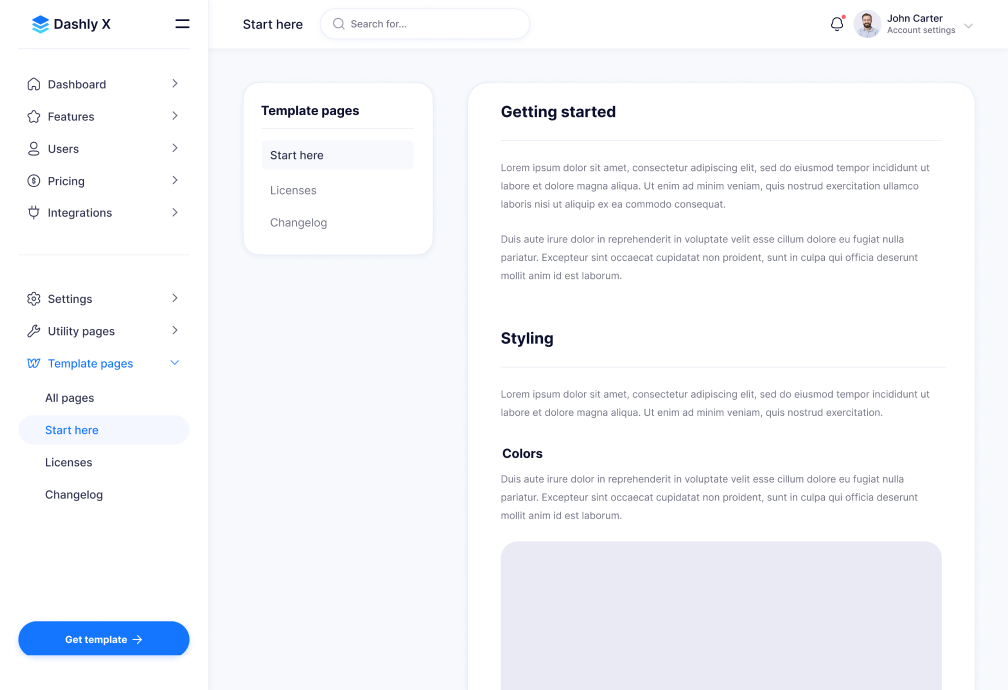 Dashly X
Start here
Search for...
John Carter
Account settings
Dashboard
Features
Users
Pricing
Integrations
Settings
Utility pages
Template pages
All pages
Start here
Licenses
Changelog
Get template
Template pages
Start here
Licenses
Changelog
Getting started
Lorem ipsum dolor sit amet, consectetur adipiscing elit, sed do eiusmod tempor incididunt ut
labore et dolore magna aliqua. Ut enim ad minim veniam, quis nostrud exercitation ullamco
laboris nisi ut aliquip ex ea commodo consequat.
Duis aute irure dolor in reprehenderit in voluptate velit esse cillum dolore eu fugiat nulla
pariatur. Excepteur sint occaecat cupidatat non proident, sunt in culpa qui officia deserunt
mollit anim id est laborum.
Styling
Lorem ipsum dolor sit amet, consectetur adipiscing elit, sed do eiusmod tempor incididunt ut
labore et dolore magna aliqua. Ut enim ad minim veniam, quis nostrud exercitation.
Colors
Duis aute irure dolor in reprehenderit in voluptate velit esse cillum dolore eu fugiat nulla
pariatur. Excepteur sint occaecat cupidatat non proident, sunt in culpa qui officia deserunt
mollit anim id est laborum.